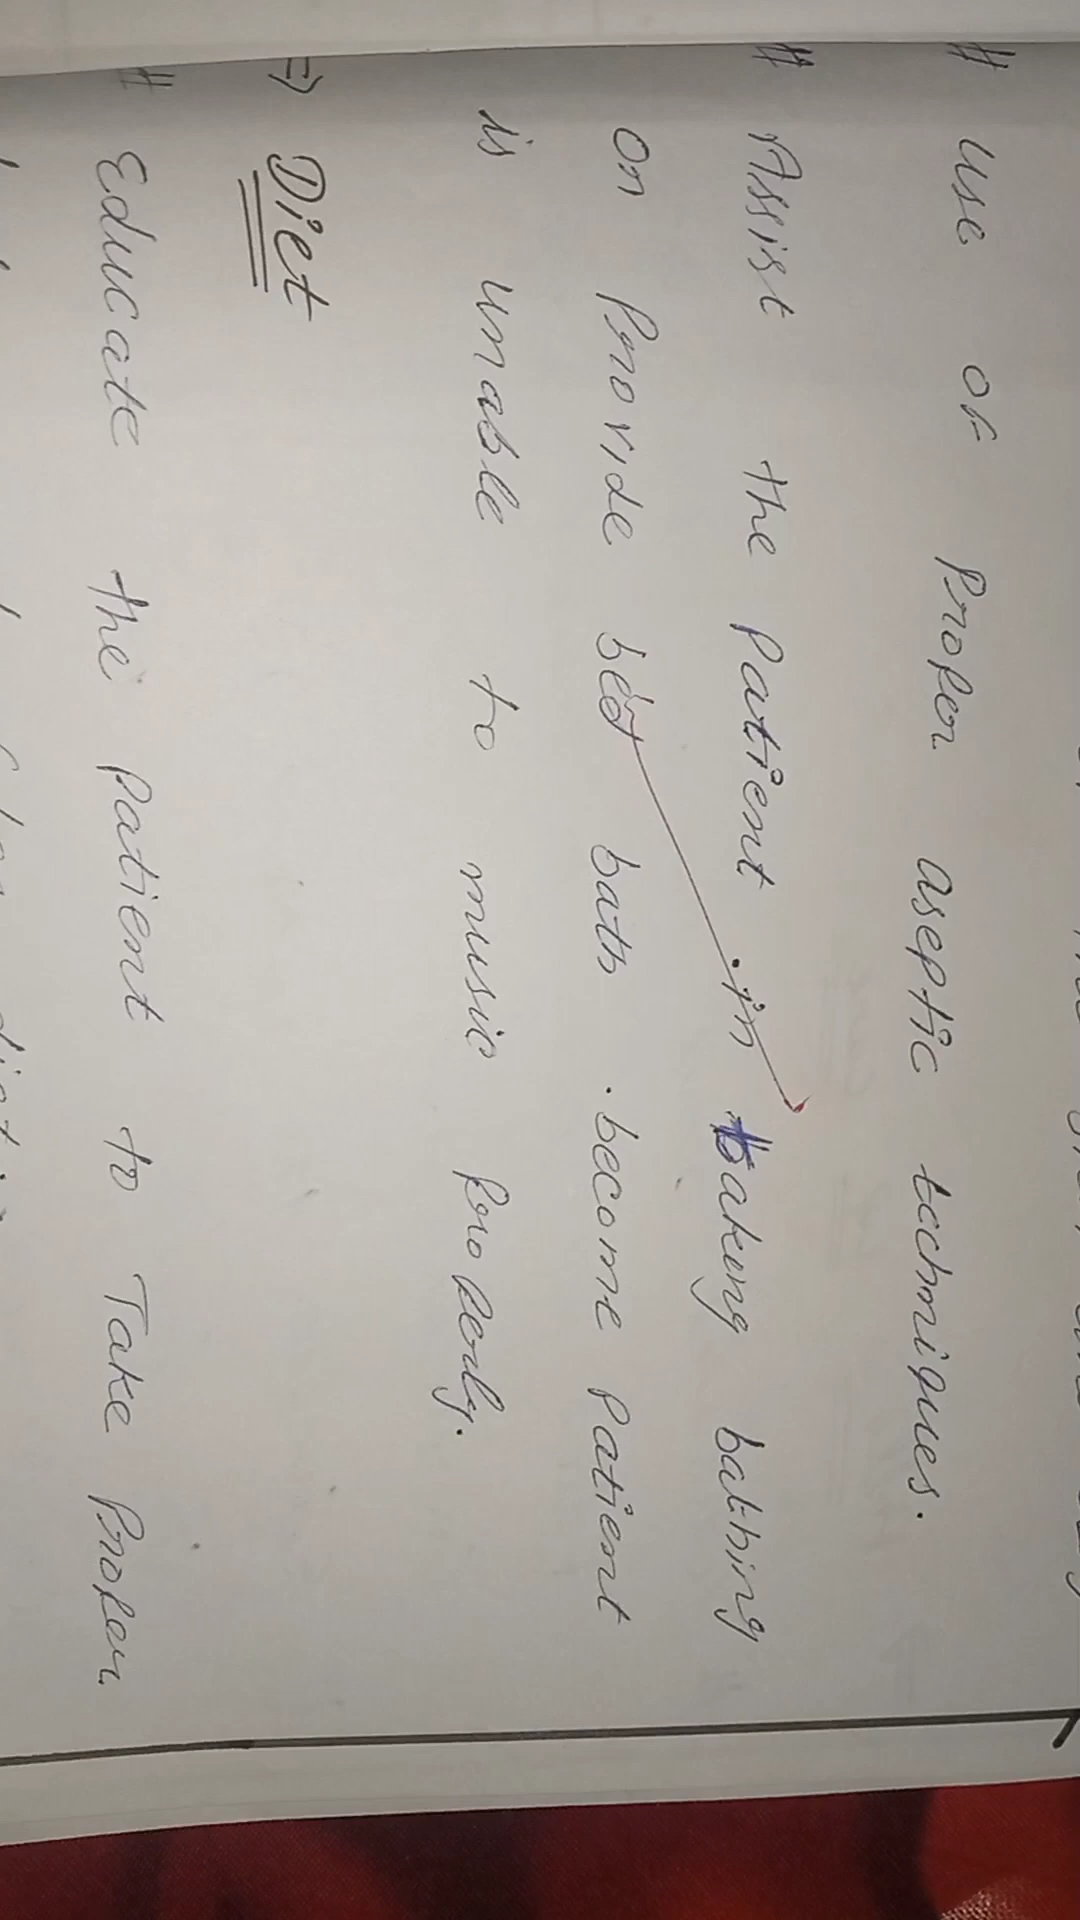 # Use of Proper aseptic techniques.
# Assist the patient in taking bathing
or Provide bed bath . become patient
is unable to music properly.
=> Diet
# Educate the patient to Take Proper